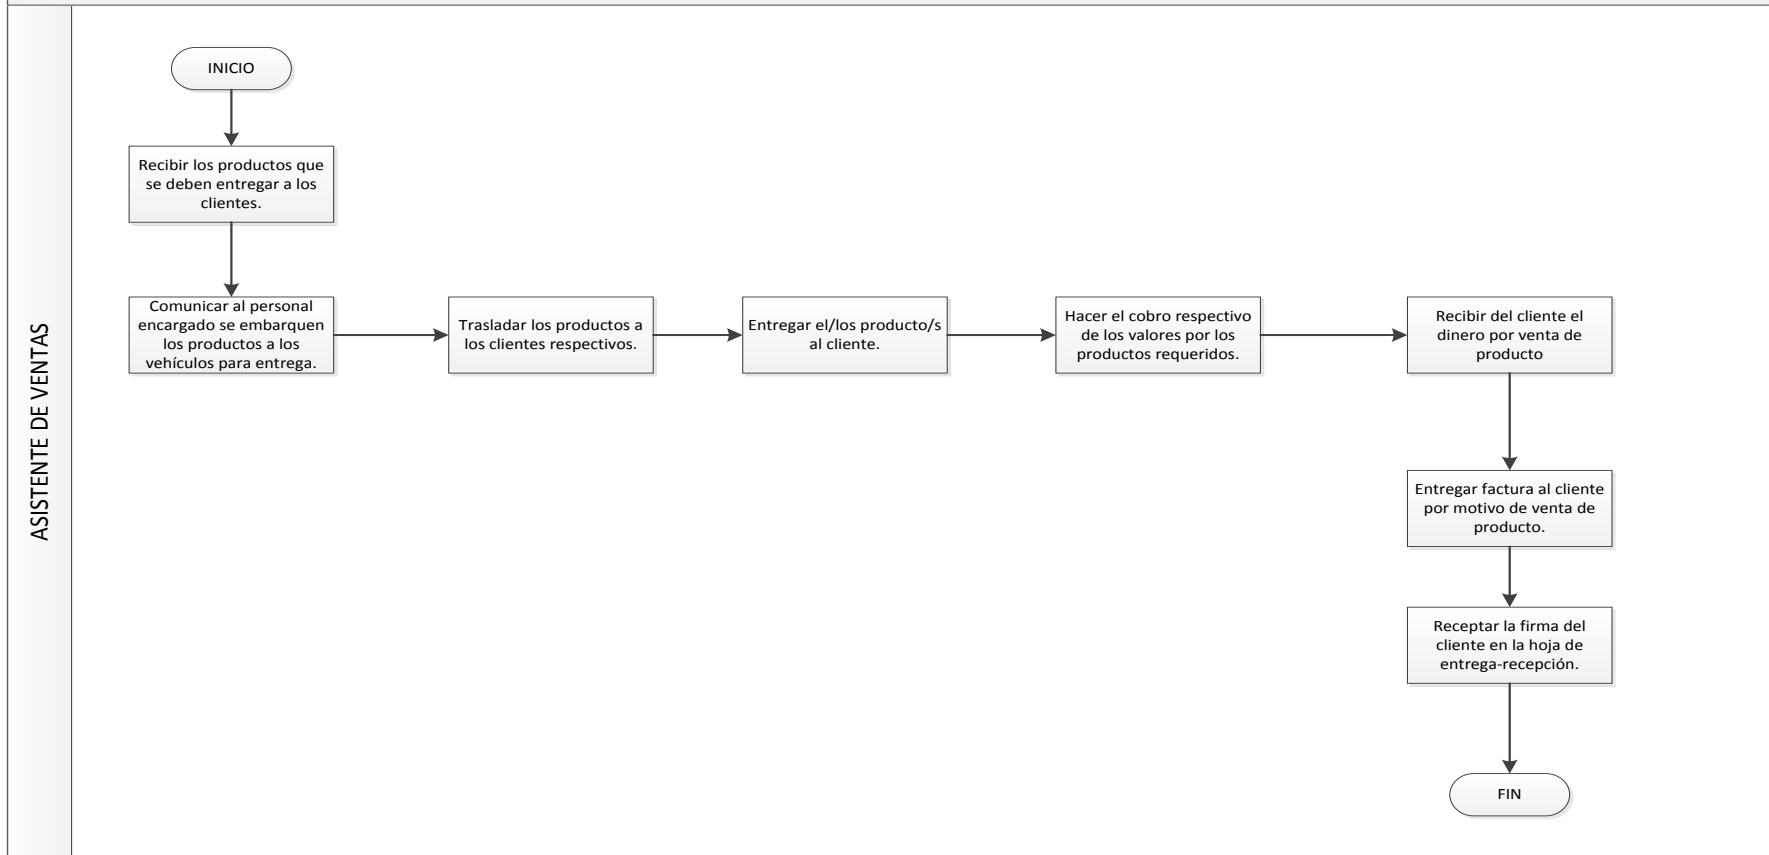 ASISTENTE DE VENTAS
INICIO
Recibir los productos que
se deben entregar a los
clientes.
Comunicar al personal
encargado se embarquen
los productos a los
vehículos para entrega.
Trasladar los productos a
los clientes respectivos.
Entregar el/los producto/s
al cliente.
Hacer el cobro respectivo
de los valores por los
productos requeridos.
Recibir del cliente el
dinero por venta de
producto
Entregar factura al cliente
por motivo de venta de
producto.
Receptar la firma del
cliente en la hoja de
entrega-recepción.
FIN